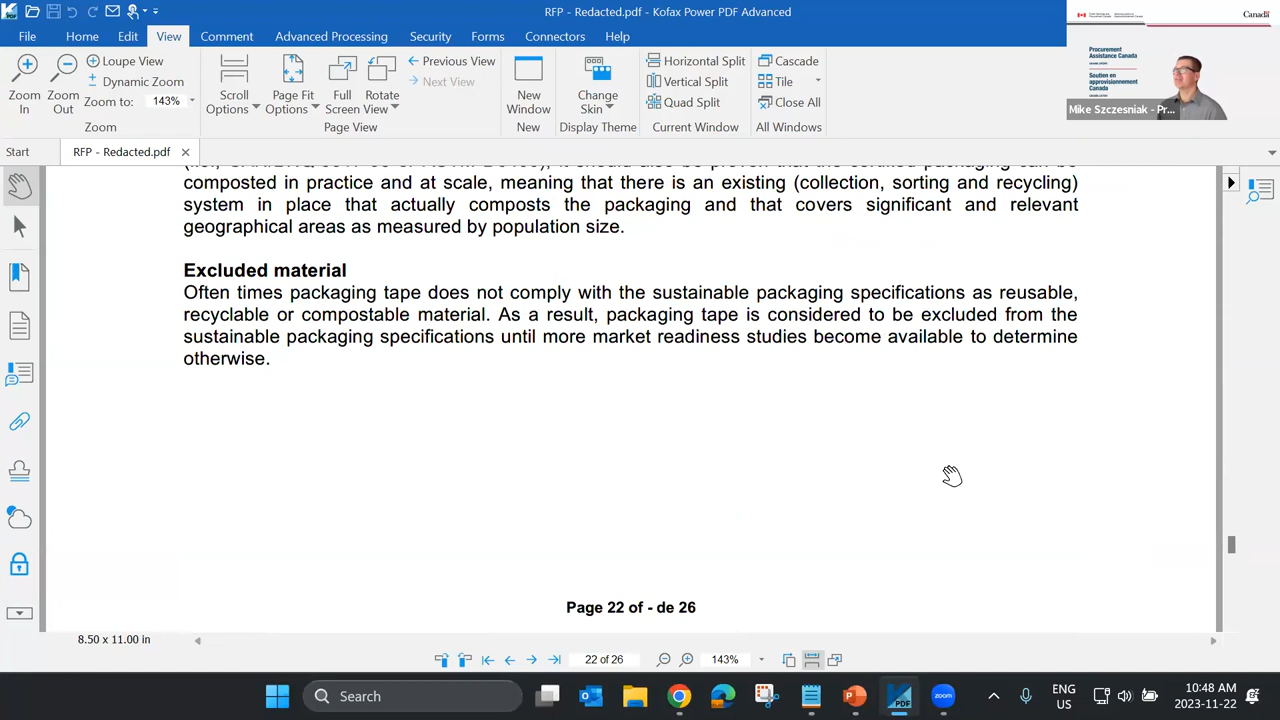 RFP - Redacted.pdf - Kofax Power PDF Advanced
File Home Edit View Comment Advanced Processing Security Forms Connectors Help
Zoom In
Zoom Out
Loupe View
Dynamic Zoom
Zoom to: 143%
Zoom
Scroll Options
Page Fit Options
Full Screen
View
Previous View
Next View
Page View
New Window
New
Change Skin
Display Theme
Horizontal Split
Vertical Split
Quad Split
Current Window
Cascade
Tile
Close All
All Windows
Canada
Procurement
Assistance Canada
Soutien en
approvisionnement
Canada
Mike Szczesniak - Pr...
Start
RFP - Redacted.pdf
composted in practice and at scale, meaning that there is an existing (collection, sorting and recycling)
system in place that actually composts the packaging and that covers significant and relevant
geographical areas as measured by population size.
Excluded material
Often times packaging tape does not comply with the sustainable packaging specifications as reusable,
recyclable or compostable material. As a result, packaging tape is considered to be excluded from the
sustainable packaging specifications until more market readiness studies become available to determine
otherwise.
Page 22 of - de 26
8.50 x 11.00 in
22 of 26
143%
Search
PDF
zoom
ENG
US
10:48 AM
2023-11-22